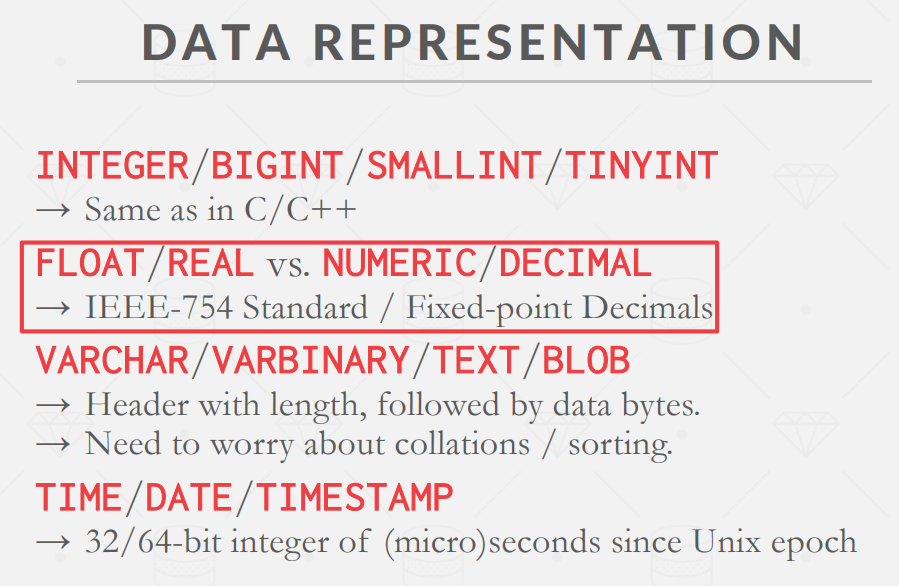 DATA REPRESENTATION
INTEGER/BIGINT/SMALLINT/TINYINT
→ Same as in C/C++
FLOAT/REAL vs. NUMERIC/DECIMAL
→ IEEE-754 Standard / Fixed-point Decimals
VARCHAR/VARBINARY/TEXT/BLOB
→ Header with length, followed by data bytes.
→ Need to worry about collations / sorting.
TIME/DATE/TIMESTAMP
→ 32/64-bit integer of (micro)seconds since Unix epoch